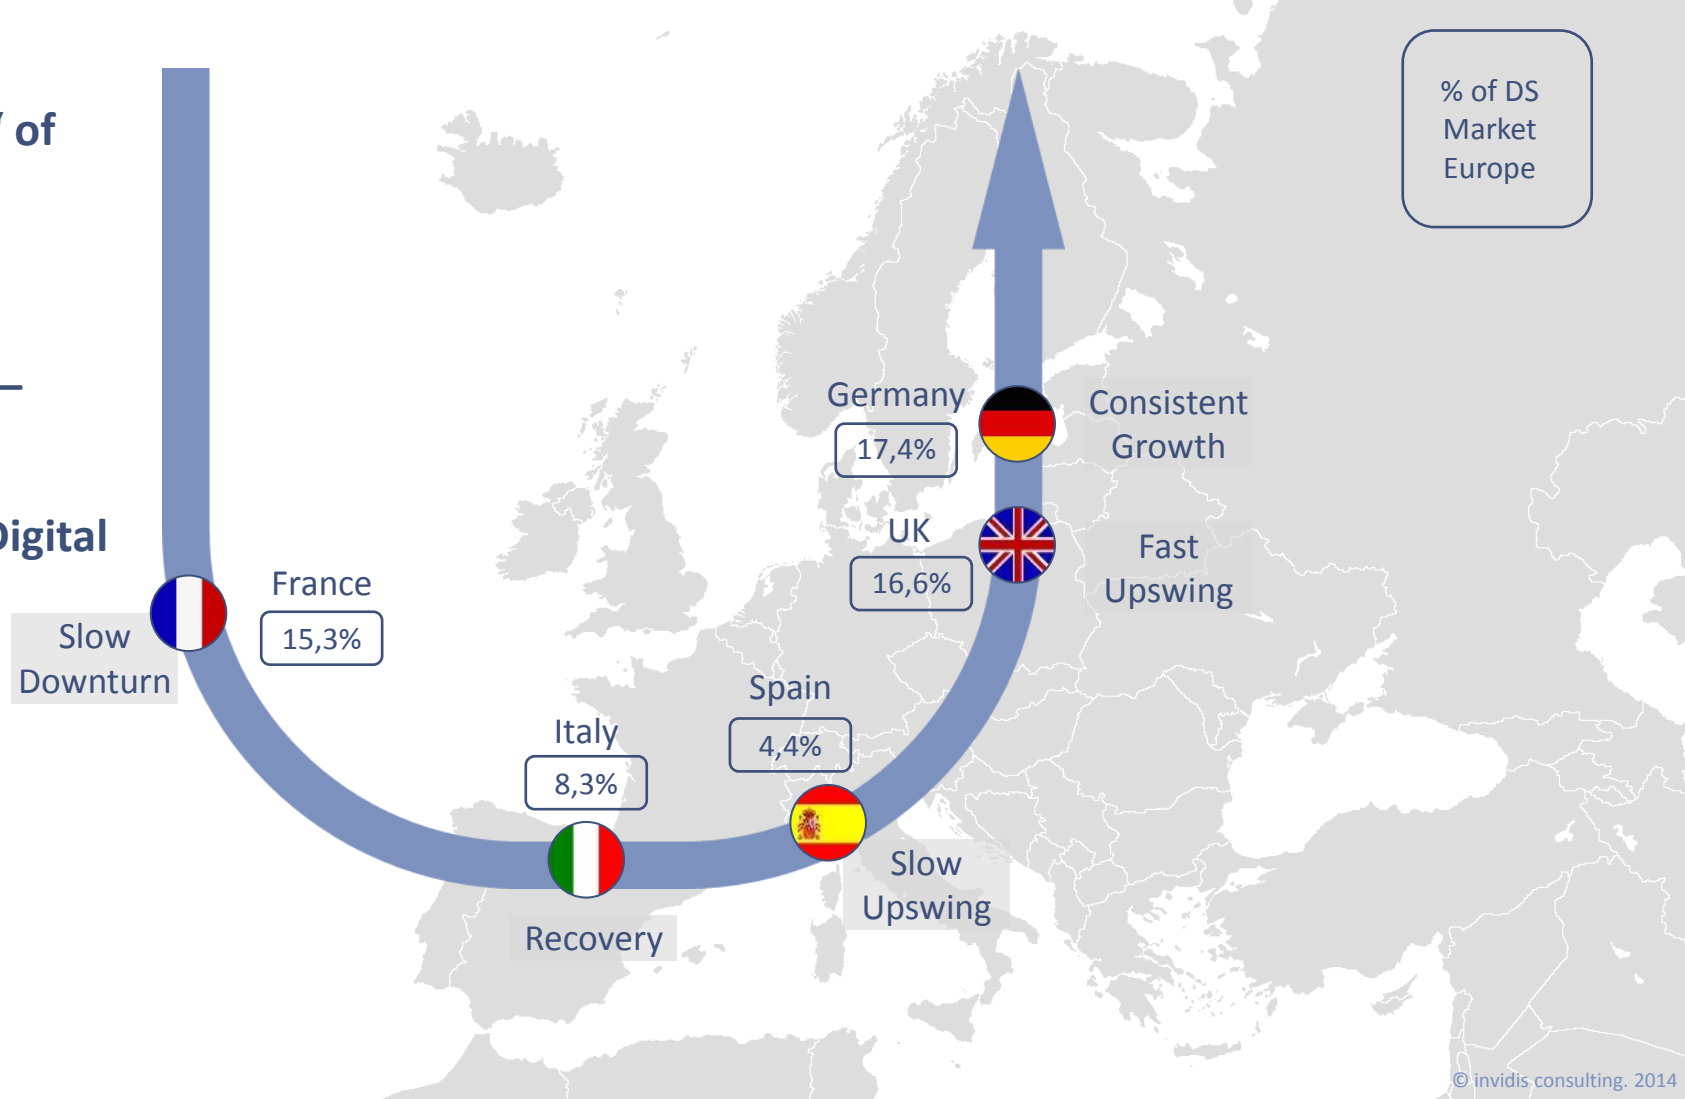 of
Digital
% of DS
Market
Europe
Germany
17,4%
Consistent
Growth
UK
16,6%
Fast
Upswing
France
15,3%
Slow
Downturn
Spain
4,4%
Italy
8,3%
Slow
Upswing
Recovery
© invidis consulting. 2014